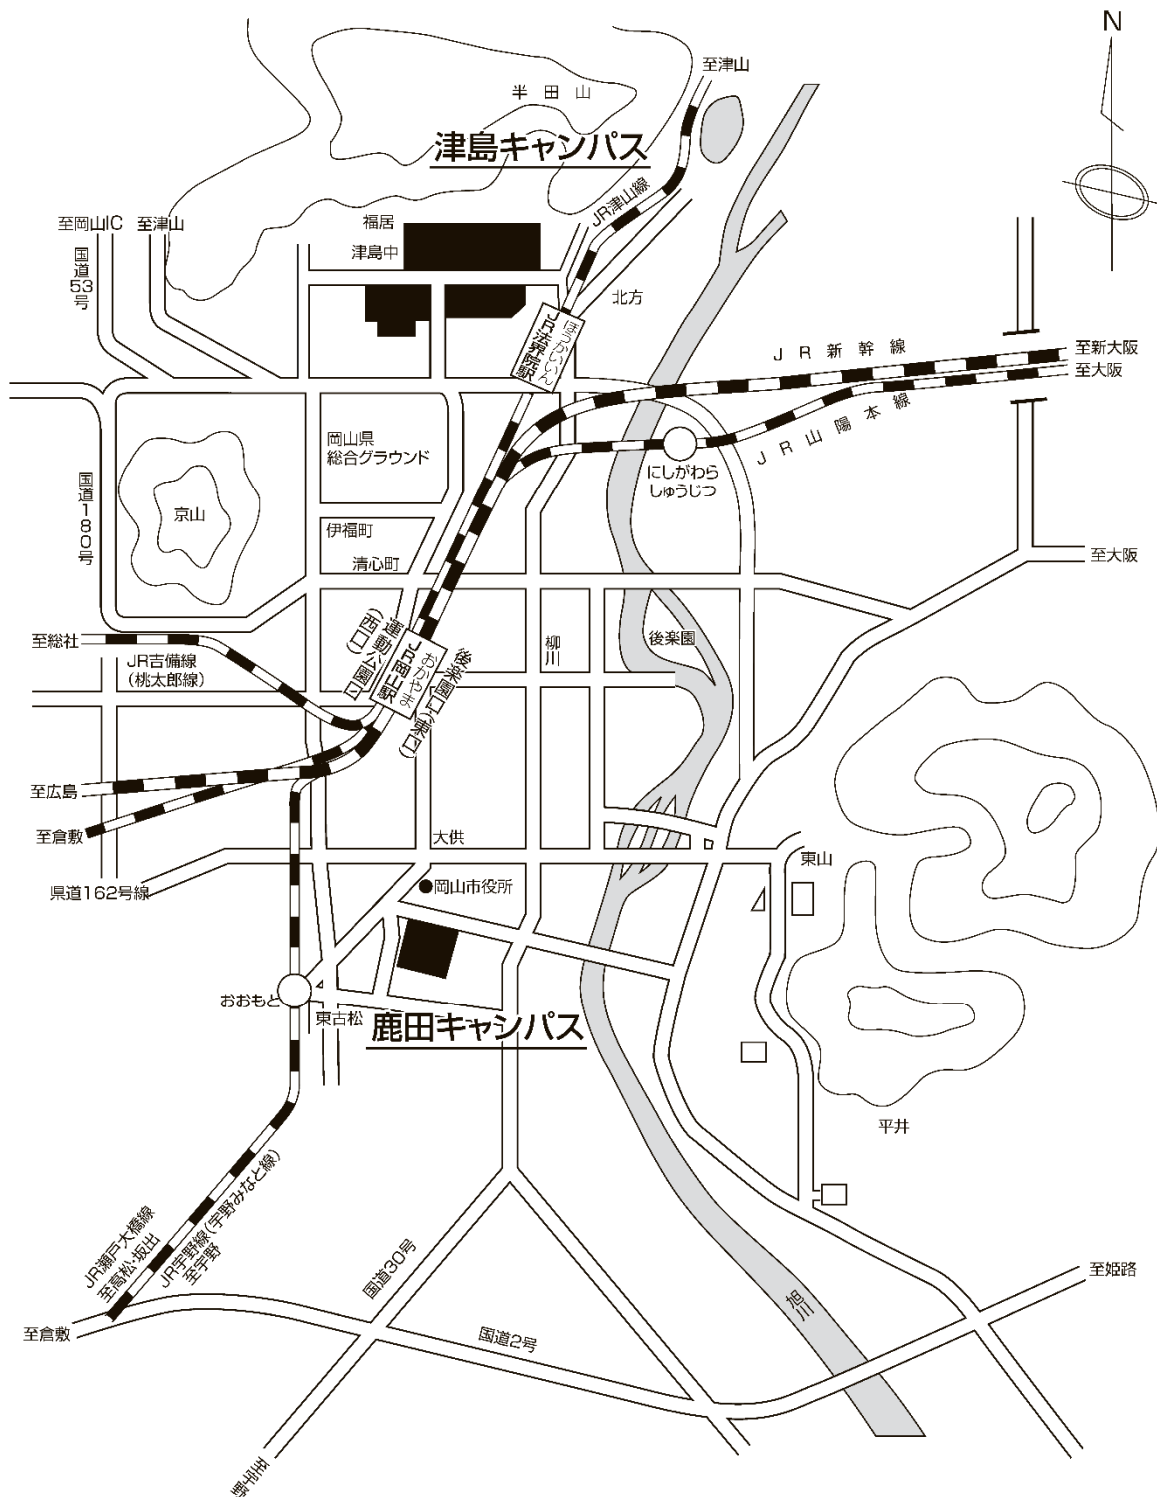 N
至津山
半田山
津島キャンパス
JR津山線
至岡山IC
至津山
国道53号
福居
津島中
北方
ほうかいいん
JR法界院駅
JR新幹線
至新大阪
至大阪
JR山陽本線
岡山県
総合グラウンド
にしがわら
しゅうじつ
国道180号
京山
伊福町
清心町
至大阪
至総社
JR吉備線
(桃太郎線)
運動公園口
(西口)
おかやま
JR岡山駅
後楽園口(東口)
柳川
後楽園
至広島
至倉敷
大供
県道162号線
岡山市役所
東山
おおもと
東古松
鹿田キャンパス
平井
JR瀬戸大橋線
至高松・坂出
JR宇野線(宇野みなと線)
至宇野
国道30号
至倉敷
国道2号
旭川
至姫路
至宇野